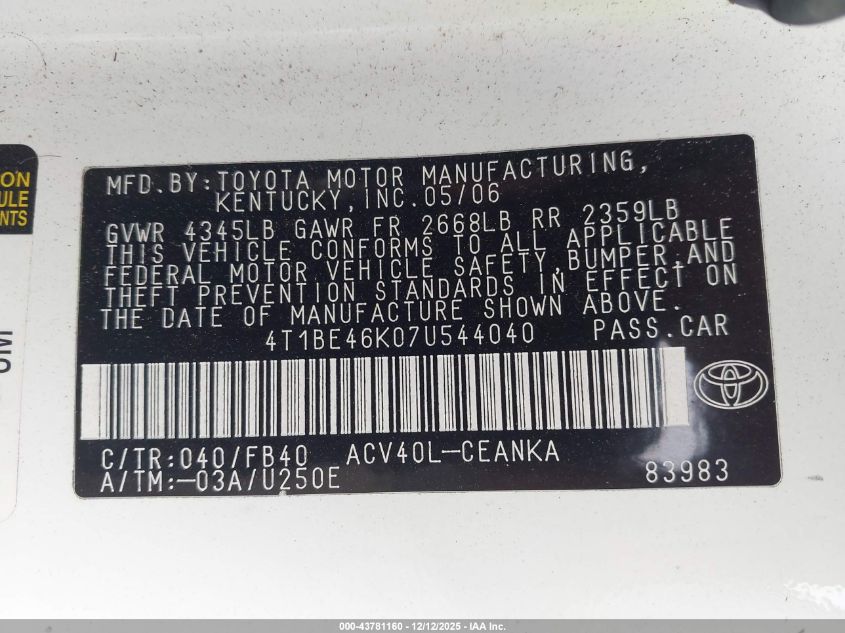 ON
ULE
NTS
MFD. BY: TOYOTA MOTOR MANUFACTURING,
KENTUCKY, INC. 05/06
GVWR 4345LB GAWR FR 2668LB RR 2359LB
THIS VEHICLE CONFORMS TO ALL APPLICABLE
FEDERAL MOTOR VEHICLE SAFETY, BUMPER, AND
THEFT PREVENTION STANDARDS IN EFFECT ON
THE DATE OF MANUFACTURE SHOWN ABOVE.
4T1BE46K07U544040 PASS. CAR
C/TR: 040/FB40 ACV40L-CEANKA
A/TM: -03A/U250E 83983
000-43781160 - 12/12/2025 - IAA Inc.